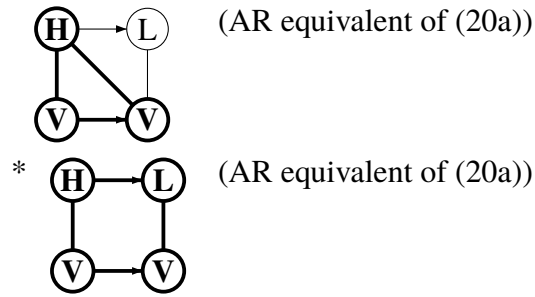 H L (AR equivalent of (20a))
V V
* H L (AR equivalent of (20a))
V V